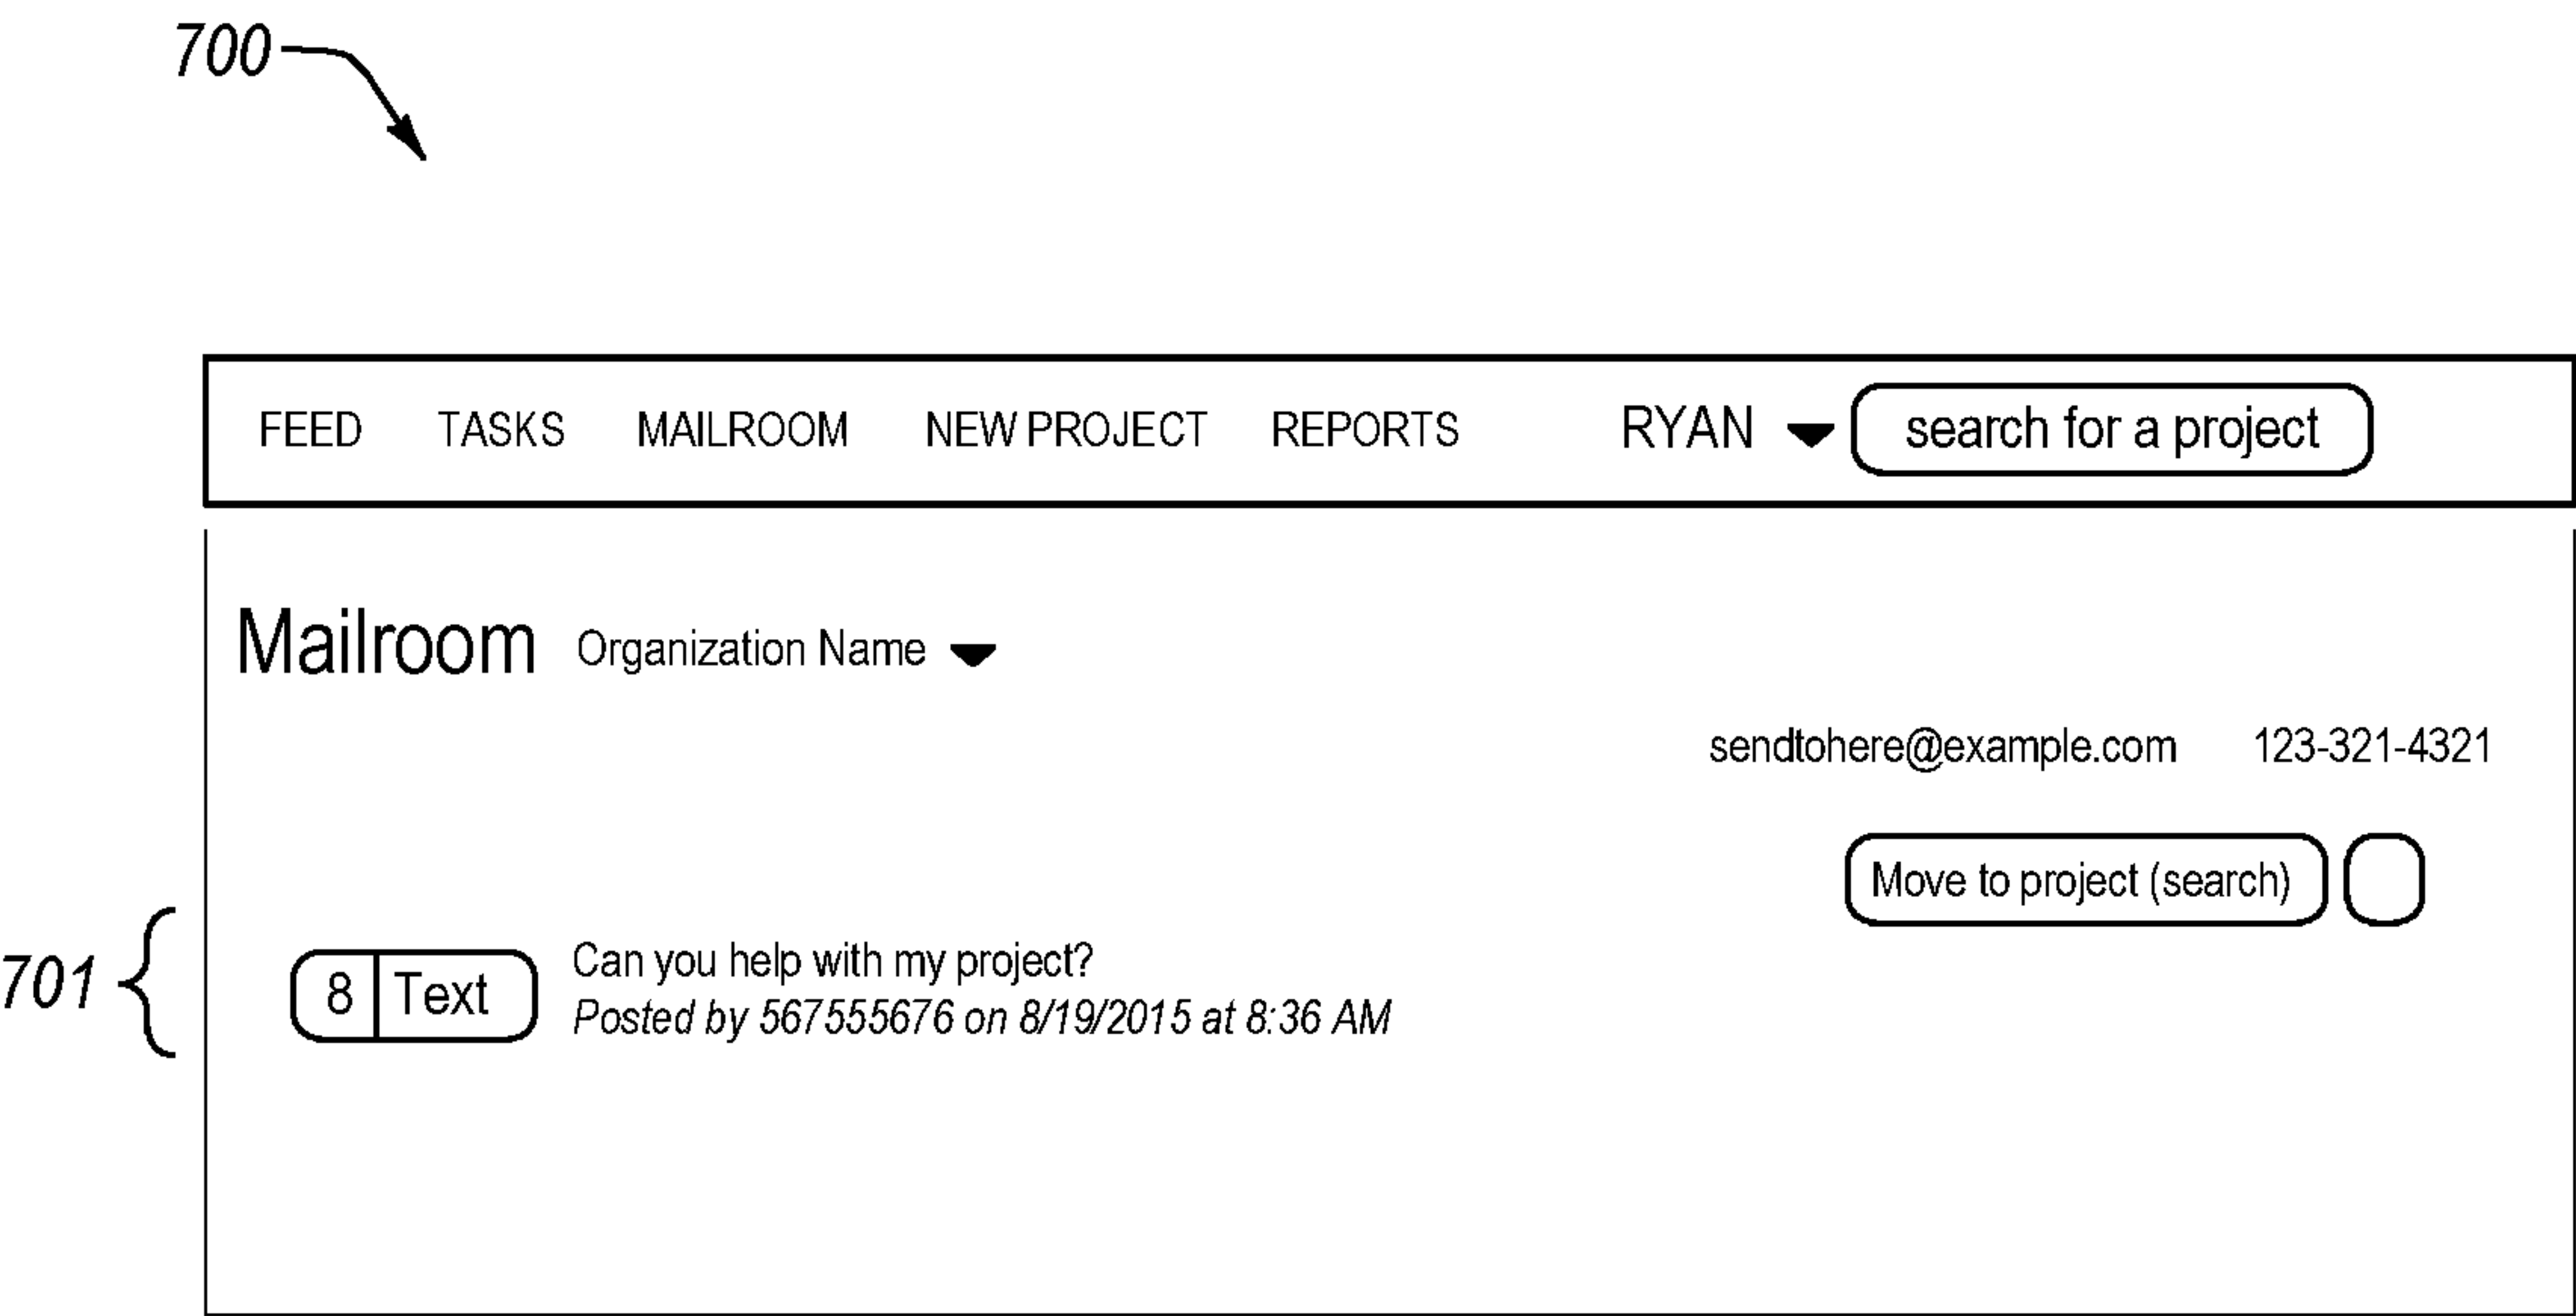 700
FEED TASKS MAILROOM NEW PROJECT REPORTS RYAN search for a project
Mailroom Organization Name
sendtohere@example.com 123-321-4321
Move to project (search)
701
8 Text
Can you help with my project?
Posted by 567555676 on 8/19/2015 at 8:36 AM